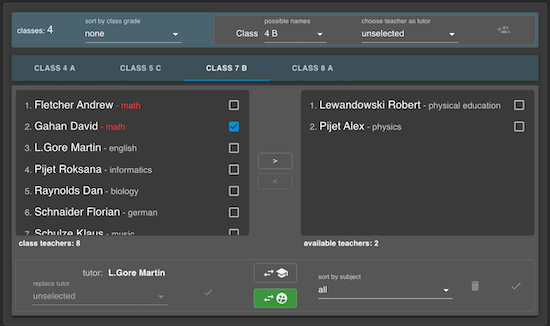 classes: 4
sort by class grade
none
possible names
Class 4 B
choose teacher as tutor
unselected
CLASS 4 A
CLASS 5 C
CLASS 7 B
CLASS 8 A
1. Fletcher Andrew - math
2. Gahan David - math
3. L.Gore Martin - english
4. Pijet Roksana - informatics
5. Raynolds Dan - biology
6. Schnaider Florian - german
7. Schulze Klaus - music
class teachers: 8
>
<
1. Lewandowski Robert - physical education
2. Pijet Alex - physics
available teachers: 2
tutor: L.Gore Martin
replace tutor
unselected
sort by subject
all